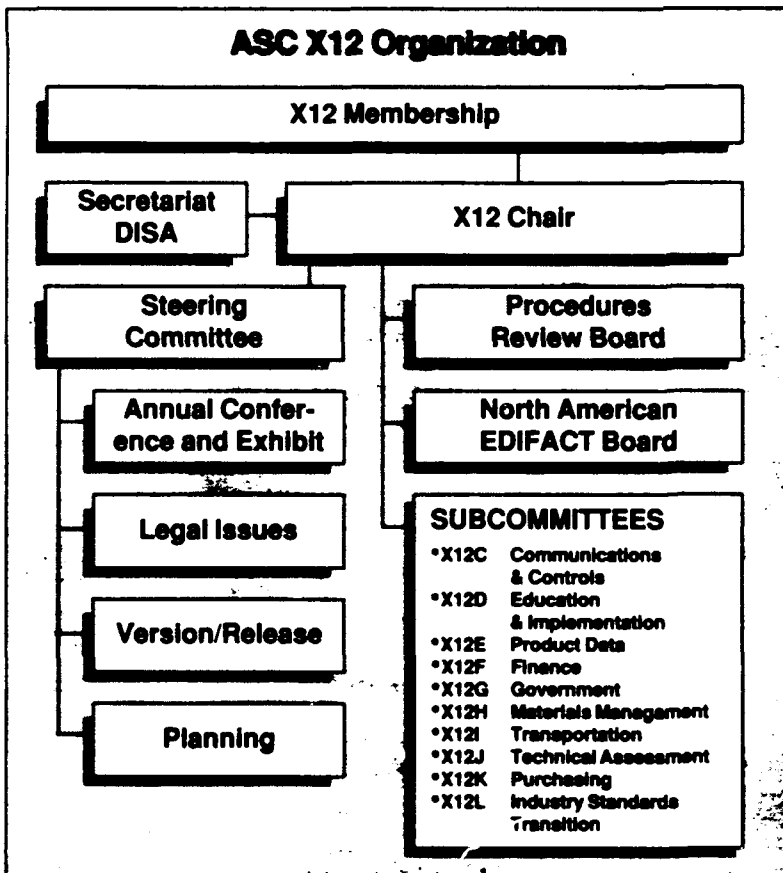 ASC X12 Organization
X12 Membership
Secretariat
DISA
X12 Chair
Steering
Committee
Procedures
Review Board
Annual Confer-
ence and Exhibit
North American
EDIFACT Board
Legal Issues
Version/Release
Planning
SUBCOMMITTEES
•X12C Communications
& Controls
•X12D Education
& Implementation
•X12E Product Data
•X12F Finance
•X12G Government
•X12H Materials Management
•X12I Transportation
•X12J Technical Assessment
•X12K Purchasing
•X12L Industry Standards
Transition